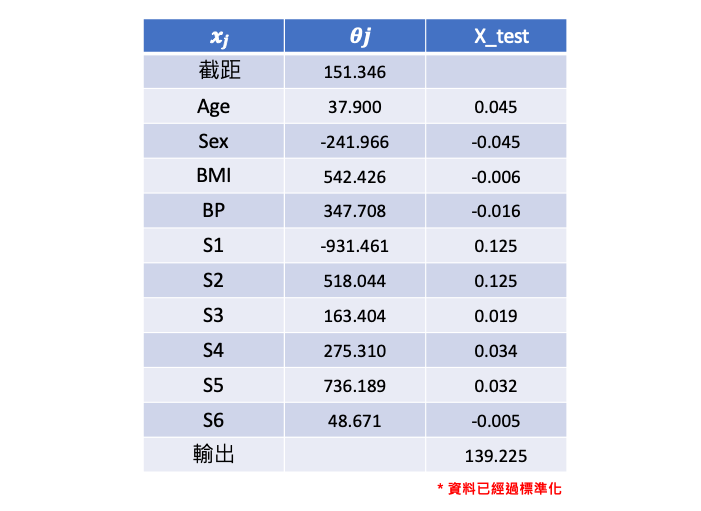 xⱼ θj X_test
截距 151.346
Age 37.900 0.045
Sex -241.966 -0.045
BMI 542.426 -0.006
BP 347.708 -0.016
S1 -931.461 0.125
S2 518.044 0.125
S3 163.404 0.019
S4 275.310 0.034
S5 736.189 0.032
S6 48.671 -0.005
輸出 139.225
* 資料已經過標準化